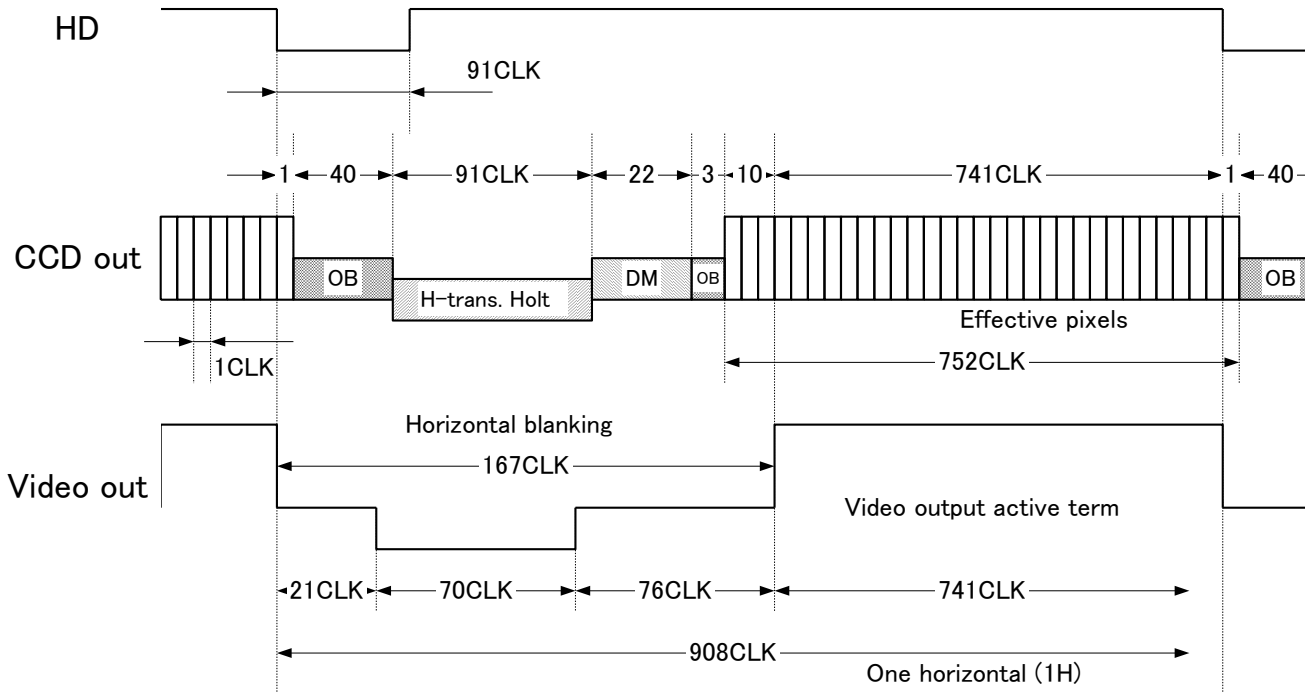 HD
91CLK
1 40 91CLK 22 3 10 741CLK 1 40
CCD out
OB H-trans. Holt DM OB OB
Effective pixels
1CLK
752CLK
Horizontal blanking
167CLK
Video out
Video output active term
21CLK 70CLK 76CLK 741CLK
908CLK
One horizontal (1H)